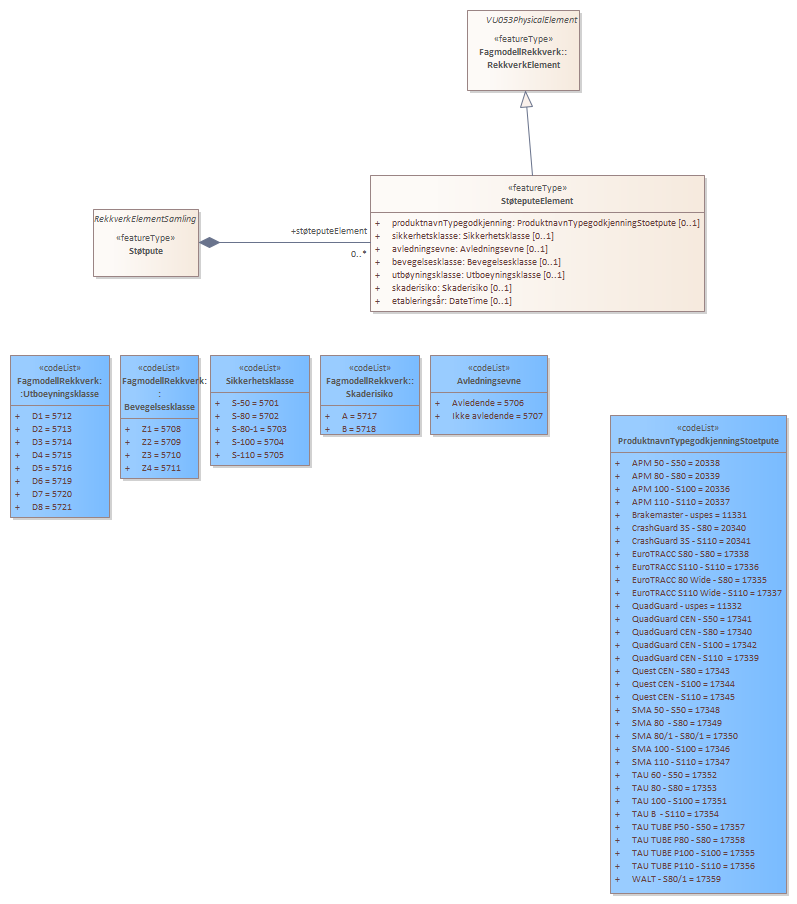 VU053PhysicalElement
«featureType»
FagmodellRekkverk::
RekkverkElement
«featureType»
StøteputeElement
+ produktnavnTypegodkjenning: ProduktnavnTypegodkjenningStoetpute [0..1]
+ sikkerhetsklasse: Sikkerhetsklasse [0..1]
+ avledningsevne: Avledningsevne [0..1]
+ bevegelsesklasse: Bevegelsesklasse [0..1]
+ utbøyningsklasse: Utboeyningsklasse [0..1]
+ skaderisiko: Skaderisiko [0..1]
+ etableringsår: DateTime [0..1]
RekkverkElementSamling
«featureType»
Støtpute
+støteputeElement
0..*
«codeList»
FagmodellRekkverk:
:Utboeyningsklasse
+ D1 = 5712
+ D2 = 5713
+ D3 = 5714
+ D4 = 5715
+ D5 = 5716
+ D6 = 5719
+ D7 = 5720
+ D8 = 5721
«codeList»
FagmodellRekkverk:
:
Bevegelsesklasse
+ Z1 = 5708
+ Z2 = 5709
+ Z3 = 5710
+ Z4 = 5711
«codeList»
Sikkerhetsklasse
+ S-50 = 5701
+ S-80 = 5702
+ S-80-1 = 5703
+ S-100 = 5704
+ S-110 = 5705
«codeList»
FagmodellRekkverk::
Skaderisiko
+ A = 5717
+ B = 5718
«codeList»
Avledningsevne
+ Avledende = 5706
+ Ikke avledende = 5707
«codeList»
ProduktnavnTypegodkjenningStoetpute
+ APM 50 - S50 = 20338
+ APM 80 - S80 = 20339
+ APM 100 - S100 = 20336
+ APM 110 - S110 = 20337
+ Brakemaster - uspes = 11331
+ CrashGuard 3S - S80 = 20340
+ CrashGuard 3S - S110 = 20341
+ EuroTRACC S80 - S80 = 17338
+ EuroTRACC S110 - S110 = 17336
+ EuroTRACC 80 Wide - S80 = 17335
+ EuroTRACC S110 Wide - S110 = 17337
+ QuadGuard - uspes = 11332
+ QuadGuard CEN - S50 = 17341
+ QuadGuard CEN - S80 = 17340
+ QuadGuard CEN - S100 = 17342
+ QuadGuard CEN - S110 = 17339
+ Quest CEN - S80 = 17343
+ Quest CEN - S100 = 17344
+ Quest CEN - S110 = 17345
+ SMA 50 - S50 = 17348
+ SMA 80 - S80 = 17349
+ SMA 80/1 - S80/1 = 17350
+ SMA 100 - S100 = 17346
+ SMA 110 - S110 = 17347
+ TAU 60 - S50 = 17352
+ TAU 80 - S80 = 17353
+ TAU 100 - S100 = 17351
+ TAU B - S110 = 17354
+ TAU TUBE P50 - S50 = 17357
+ TAU TUBE P80 - S80 = 17358
+ TAU TUBE P100 - S100 = 17355
+ TAU TUBE P110 - S110 = 17356
+ WALT - S80/1 = 17359